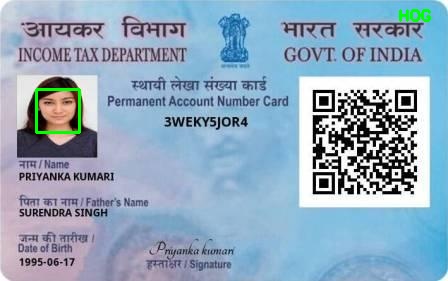 आयकर विभाग
INCOME TAX DEPARTMENT
भारत सरकार
GOVT. OF INDIA
HOG
स्थायी लेखा संख्या कार्ड
Permanent Account Number Card
3WEKY5JOR4
नाम / Name
PRIYANKA KUMARI
पिता का नाम / Father's Name
SURENDRA SINGH
जन्म की तारीख /
Date of Birth
1995-06-17
Priyanka kumari
हस्ताक्षर / Signature